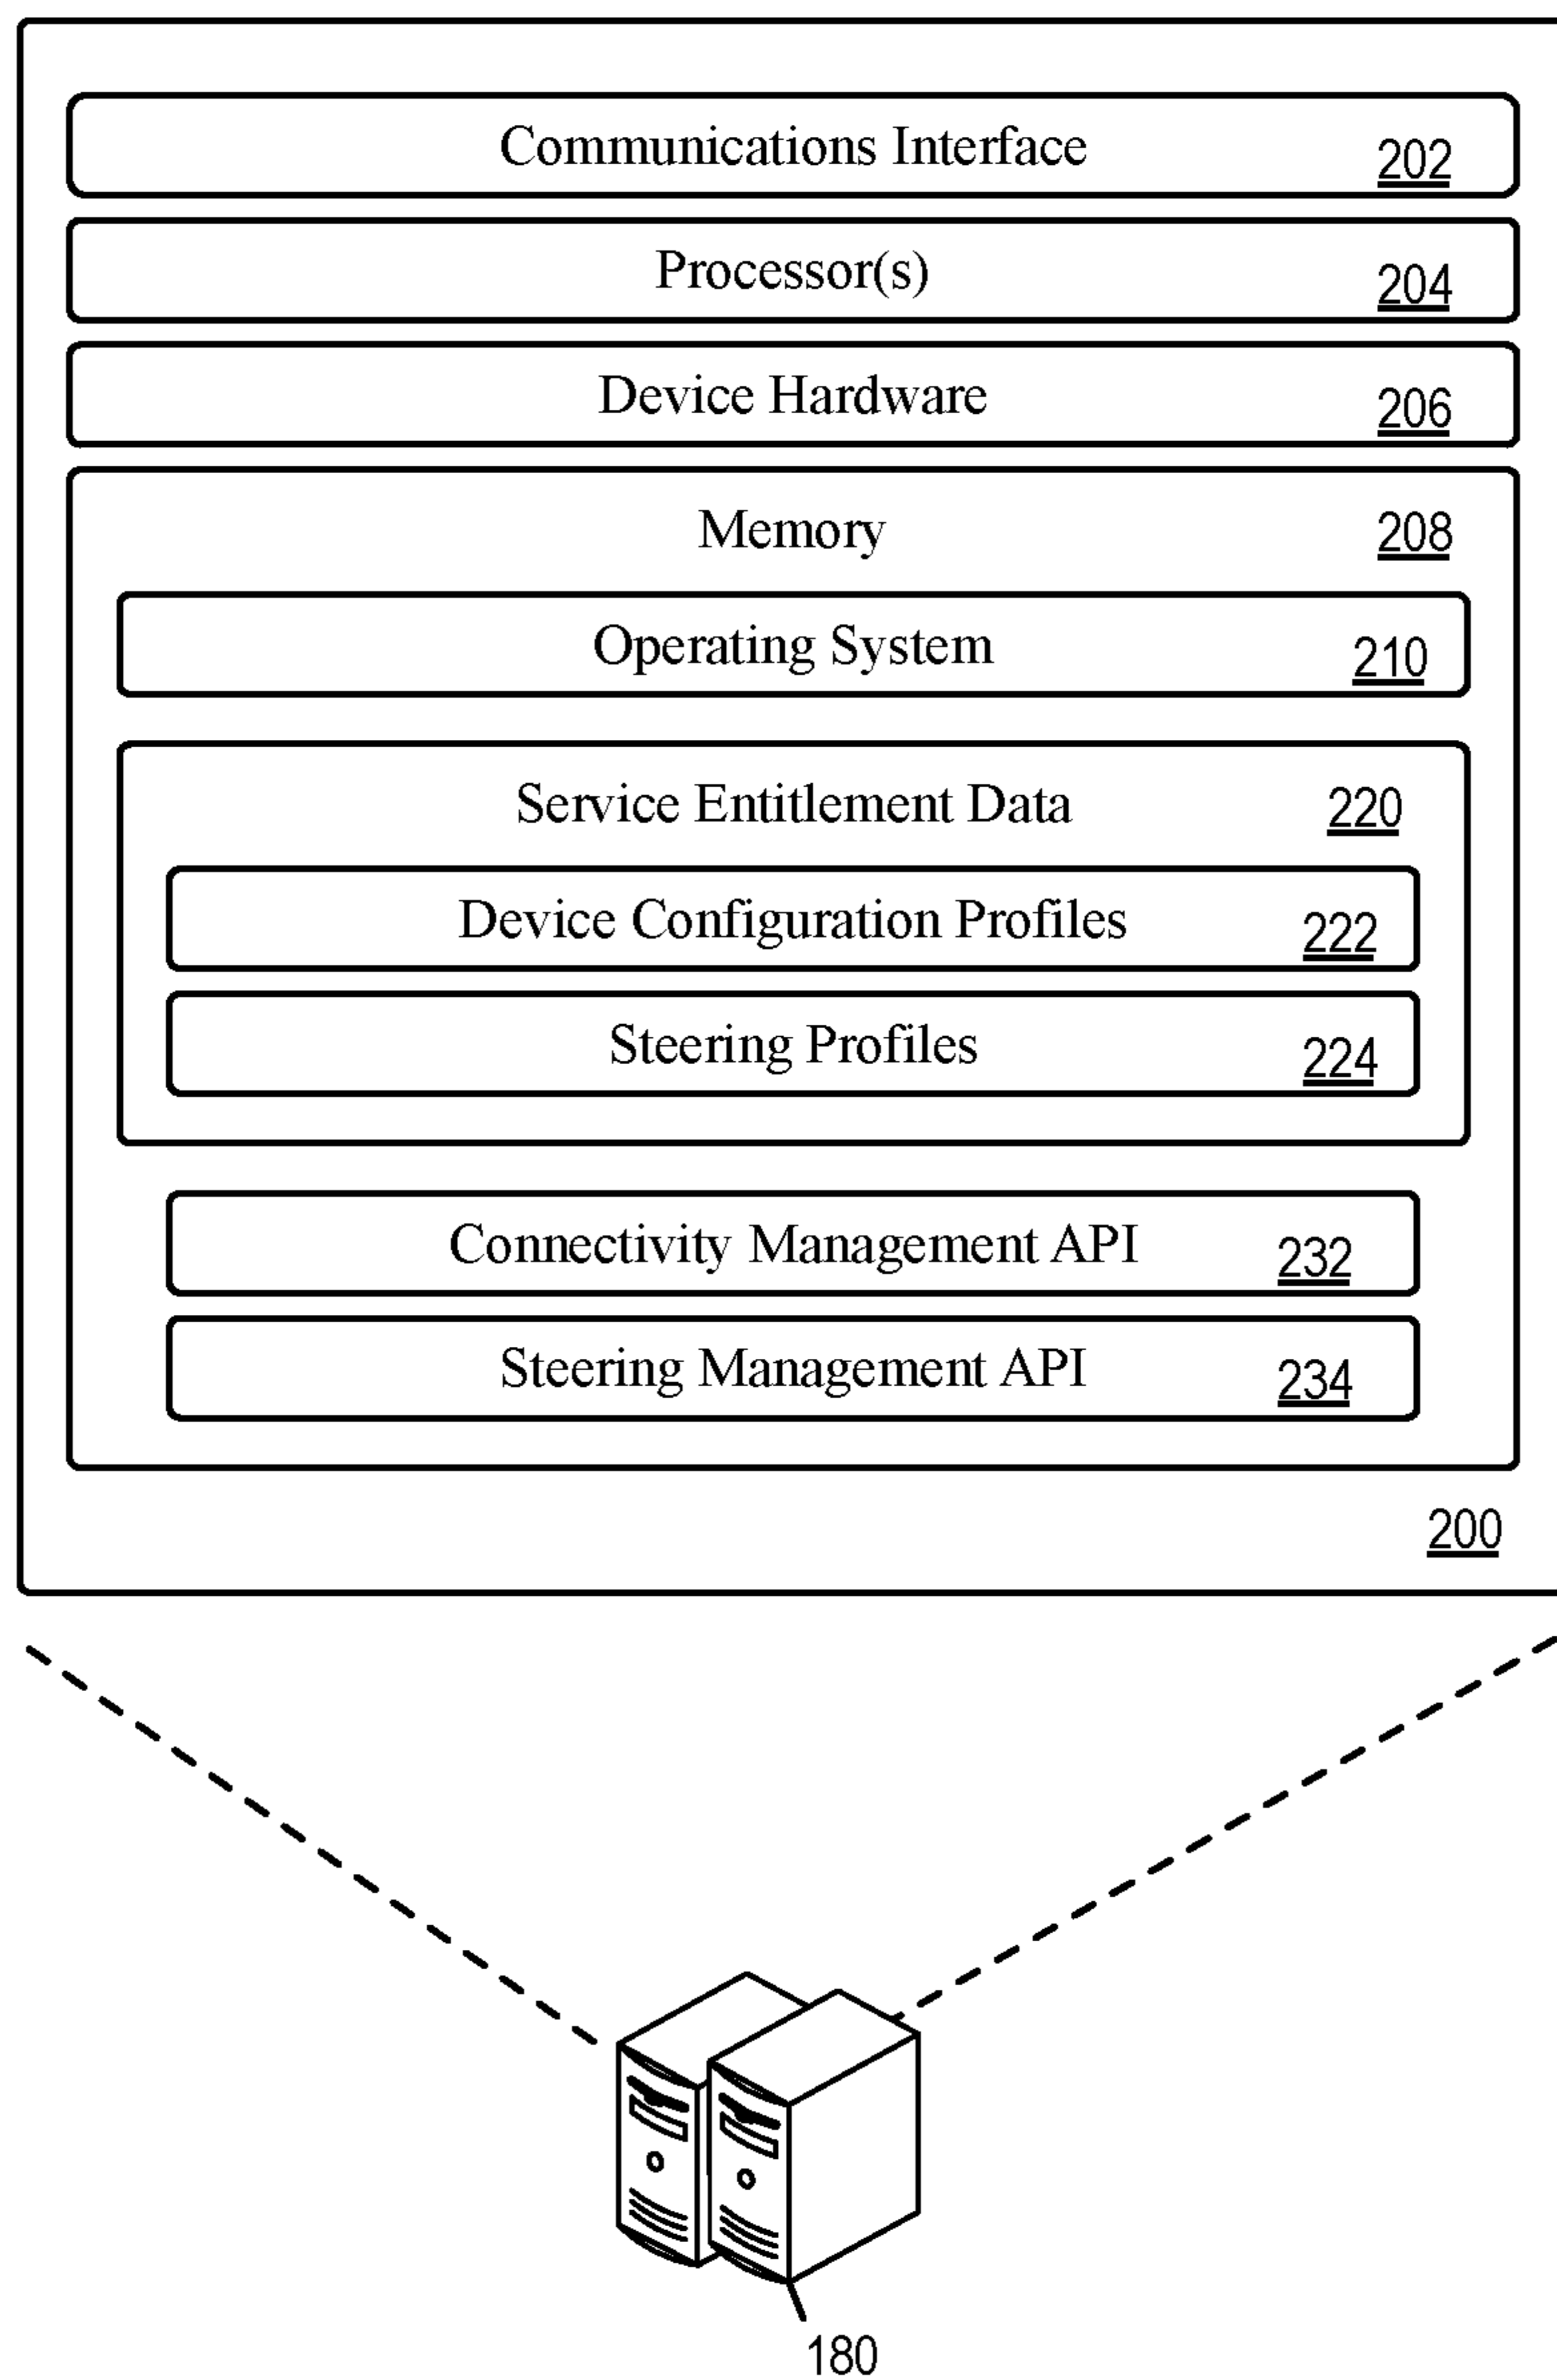 Communications Interface 202
Processor(s) 204
Device Hardware 206
Memory 208
Operating System 210
Service Entitlement Data 220
Device Configuration Profiles 222
Steering Profiles 224
Connectivity Management API 232
Steering Management API 234
200
180